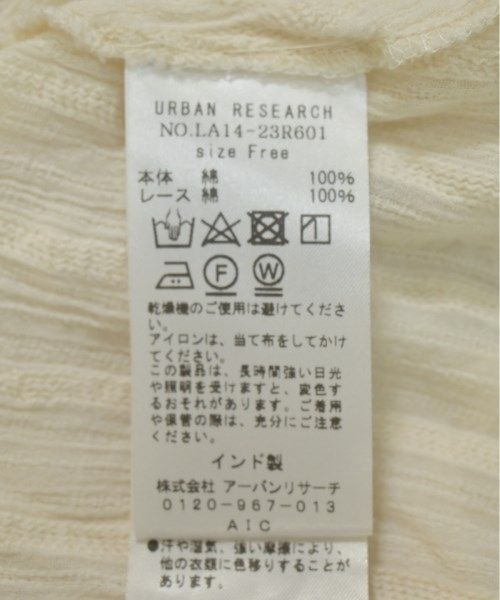 URBAN RESEARCH
NO.LA14-23R601
size Free
本体 綿 100%
レース 綿 100%
F W
乾燥機のご使用は避けてくださ
い。
アイロンは、当て布をしてかけ
てください。
この製品は、長時間強い日光
や照明を受けますと、変色す
るおそれがあります。ご着用
や保管の際は、充分にご注意
ください。
インド製
株式会社 アーバンリサーチ
0120-967-013
AIC
●汗や湿気、強い摩擦により、
他の衣類に色移りすることが
あります。